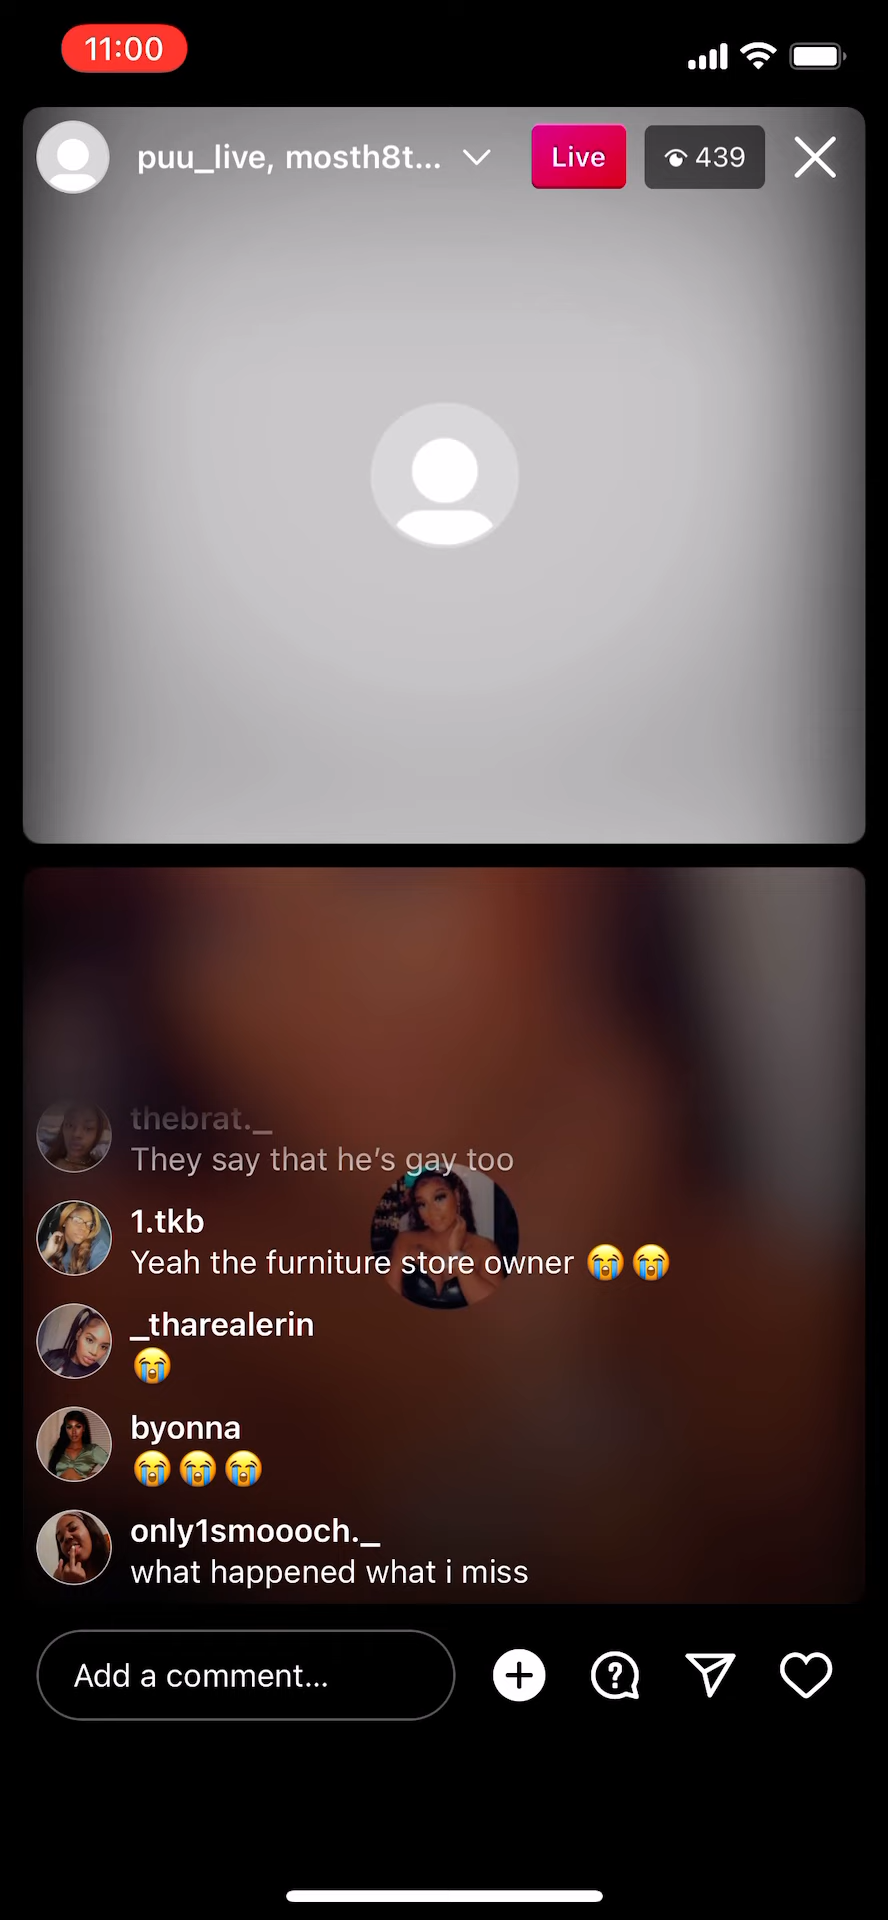 11:00
puu_live, mosth8t...
Live
439
thebrat._
They say that he’s gay too
1.tkb
Yeah the furniture store owner 😭😭
_tharealerin
😭
byonna
😭😭😭
only1smoooch._
what happened what i miss
Add a comment...